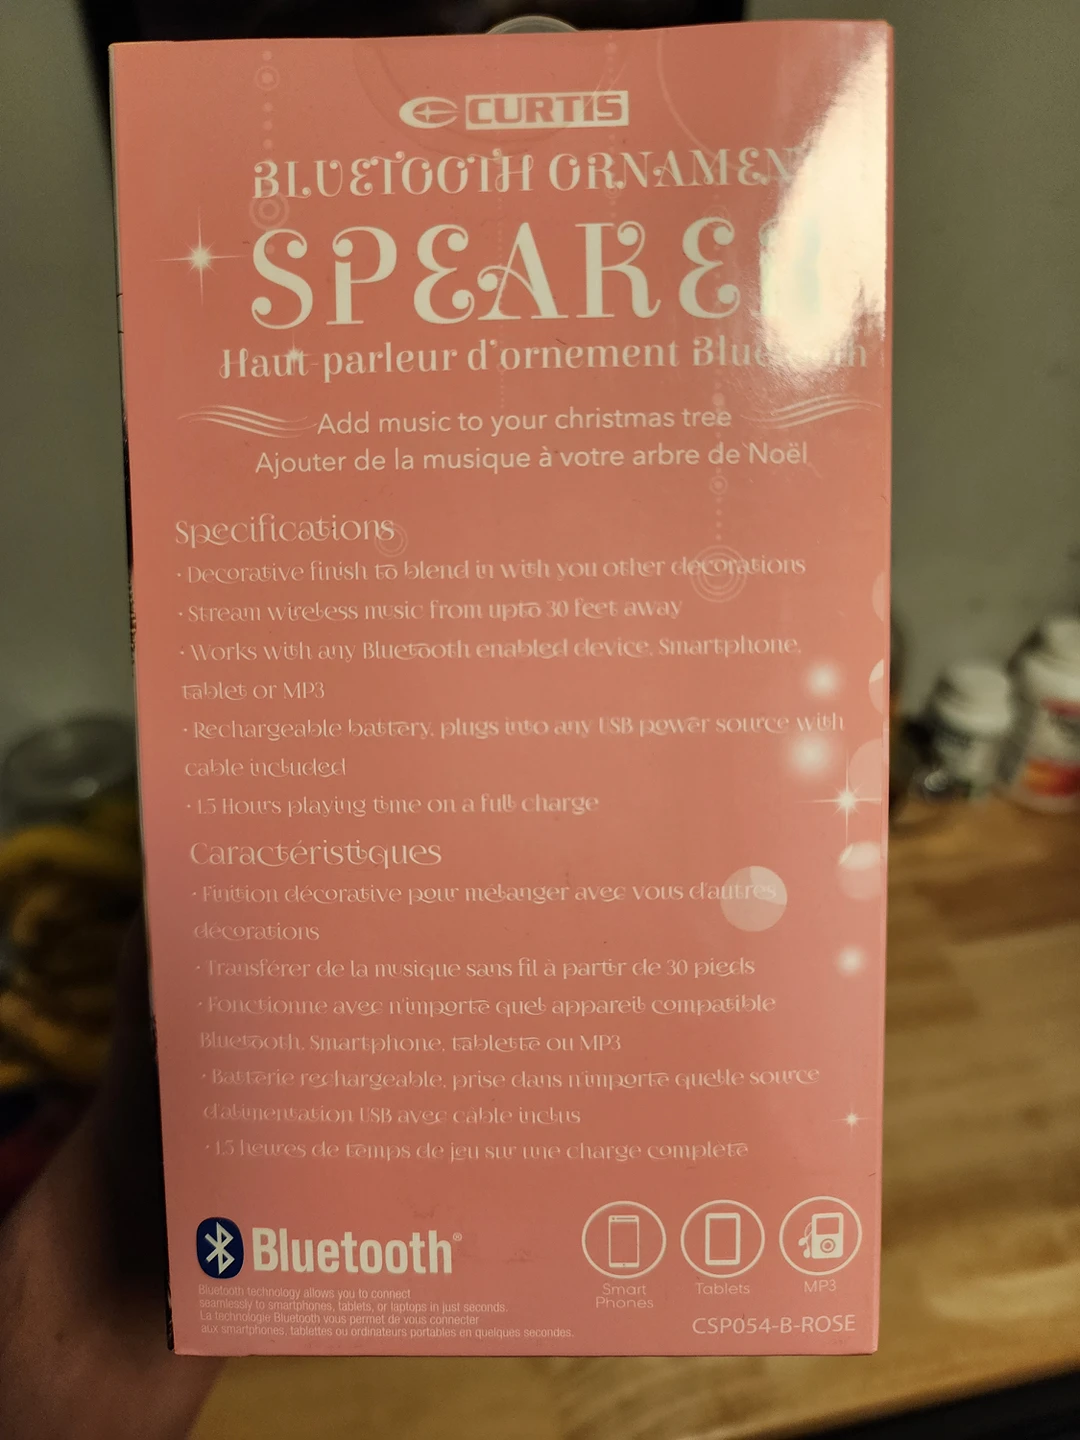 CURTIS
BLUETOOTH ORNAMEN
SPEAKE
Haut-parleur d'ornement Bluetooth
Add music to your christmas tree
Ajouter de la musique à votre arbre de Noël
Specifications
· Decorative finish to blend in with you other decorations
· Stream wireless music from upto 30 feet away
· Works with any Bluetooth enabled device, Smartphone,
tablet or MP3
· Rechargeable battery, plugs into any USB power source with
cable included
· 1.5 Hours playing time on a full charge
Caractéristiques
· Finition décorative pour mélanger avec vous d'autres
décorations
· Transférer de la musique sans fil à partir de 30 pieds
· Fonctionne avec n'importe quel appareil compatible
Bluetooth, Smartphone, tablette ou MP3
· Batterie rechargeable, prise dans n'importe quelle source
d'alimentation USB avec câble inclus
· 1.5 heures de temps de jeu sur une charge complète
Bluetooth®
Bluetooth technology allows you to connect
seamlessly to smartphones, tablets, or laptops in just seconds.
La technologie Bluetooth vous permet de vous connecter
aux smartphones, tablettes ou ordinateurs portables en quelques secondes.
Smart
Phones
Tablets
MP3
CSP054-B-ROSE